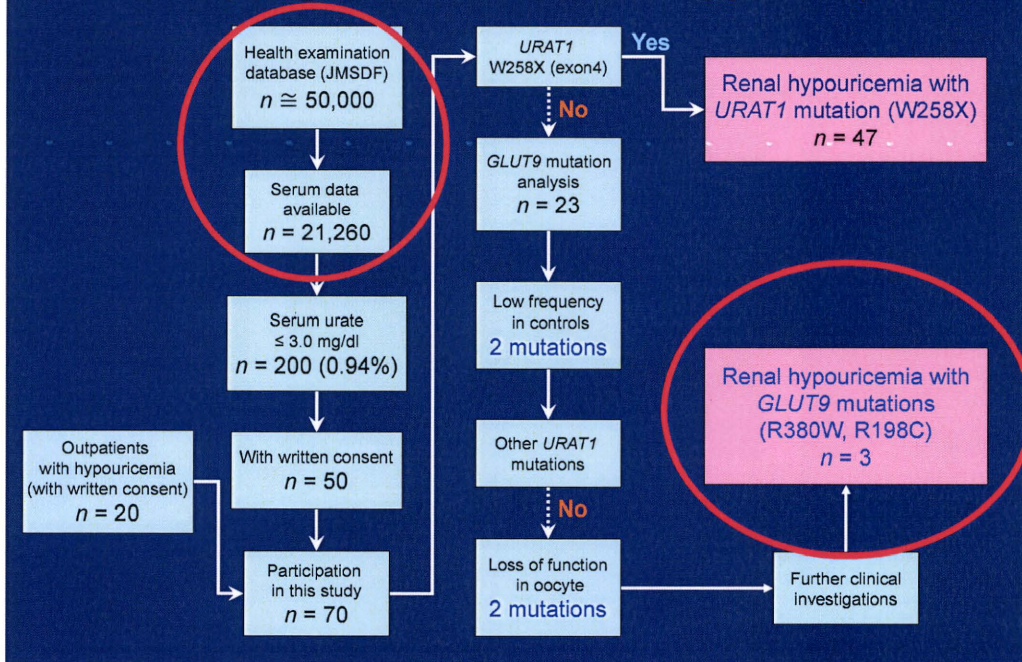 Health examination
database (JMSDF)
n ≅ 50,000
Serum data
available
n = 21,260
Serum urate
≤ 3.0 mg/dl
n = 200 (0.94%)
With written consent
n = 50
Outpatients
with hypouricemia
(with written consent)
n = 20
Participation
in this study
n = 70
URAT1
W258X (exon4)
Yes
No
Renal hypouricemia with
URAT1 mutation (W258X)
n = 47
GLUT9 mutation
analysis
n = 23
Low frequency
in controls
2 mutations
Other URAT1
mutations
No
Loss of function
in oocyte
2 mutations
Further clinical
investigations
Renal hypouricemia with
GLUT9 mutations
(R380W, R198C)
n = 3